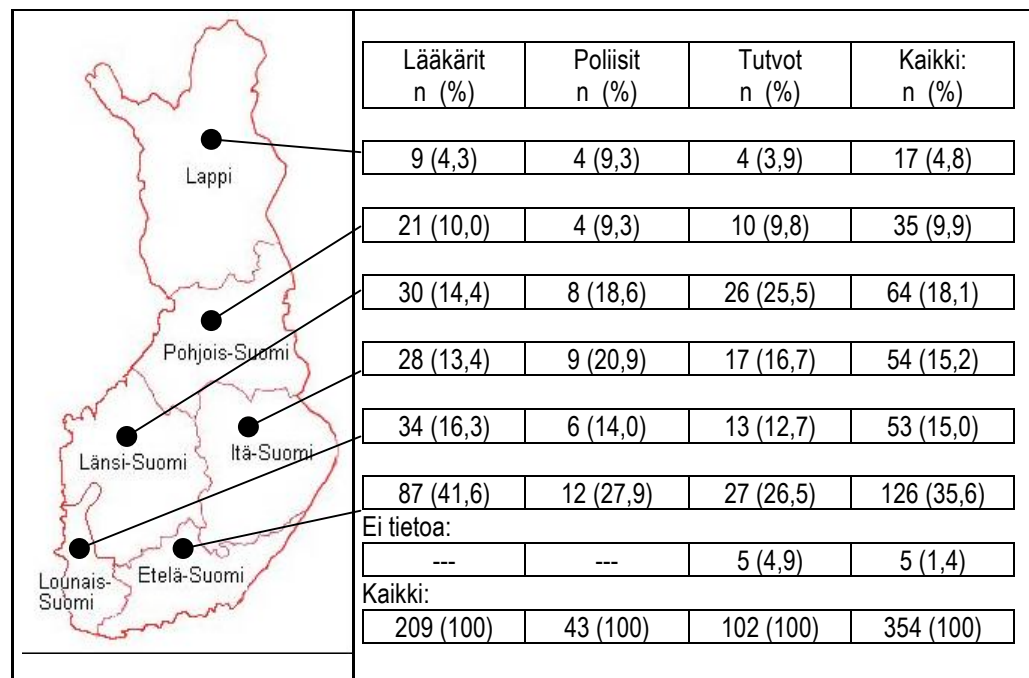 Lääkärit Poliisit Tutvot Kaikki:
n (%) n (%) n (%) n (%)
Lappi
9 (4,3) 4 (9,3) 4 (3,9) 17 (4,8)
21 (10,0) 4 (9,3) 10 (9,8) 35 (9,9)
30 (14,4) 8 (18,6) 26 (25,5) 64 (18,1)
Pohjois-Suomi
28 (13,4) 9 (20,9) 17 (16,7) 54 (15,2)
34 (16,3) 6 (14,0) 13 (12,7) 53 (15,0)
Länsi-Suomi
Itä-Suomi
87 (41,6) 12 (27,9) 27 (26,5) 126 (35,6)
Ei tietoa:
--- --- 5 (4,9) 5 (1,4)
Lounais-
Suomi
Etelä-Suomi
Kaikki:
209 (100) 43 (100) 102 (100) 354 (100)